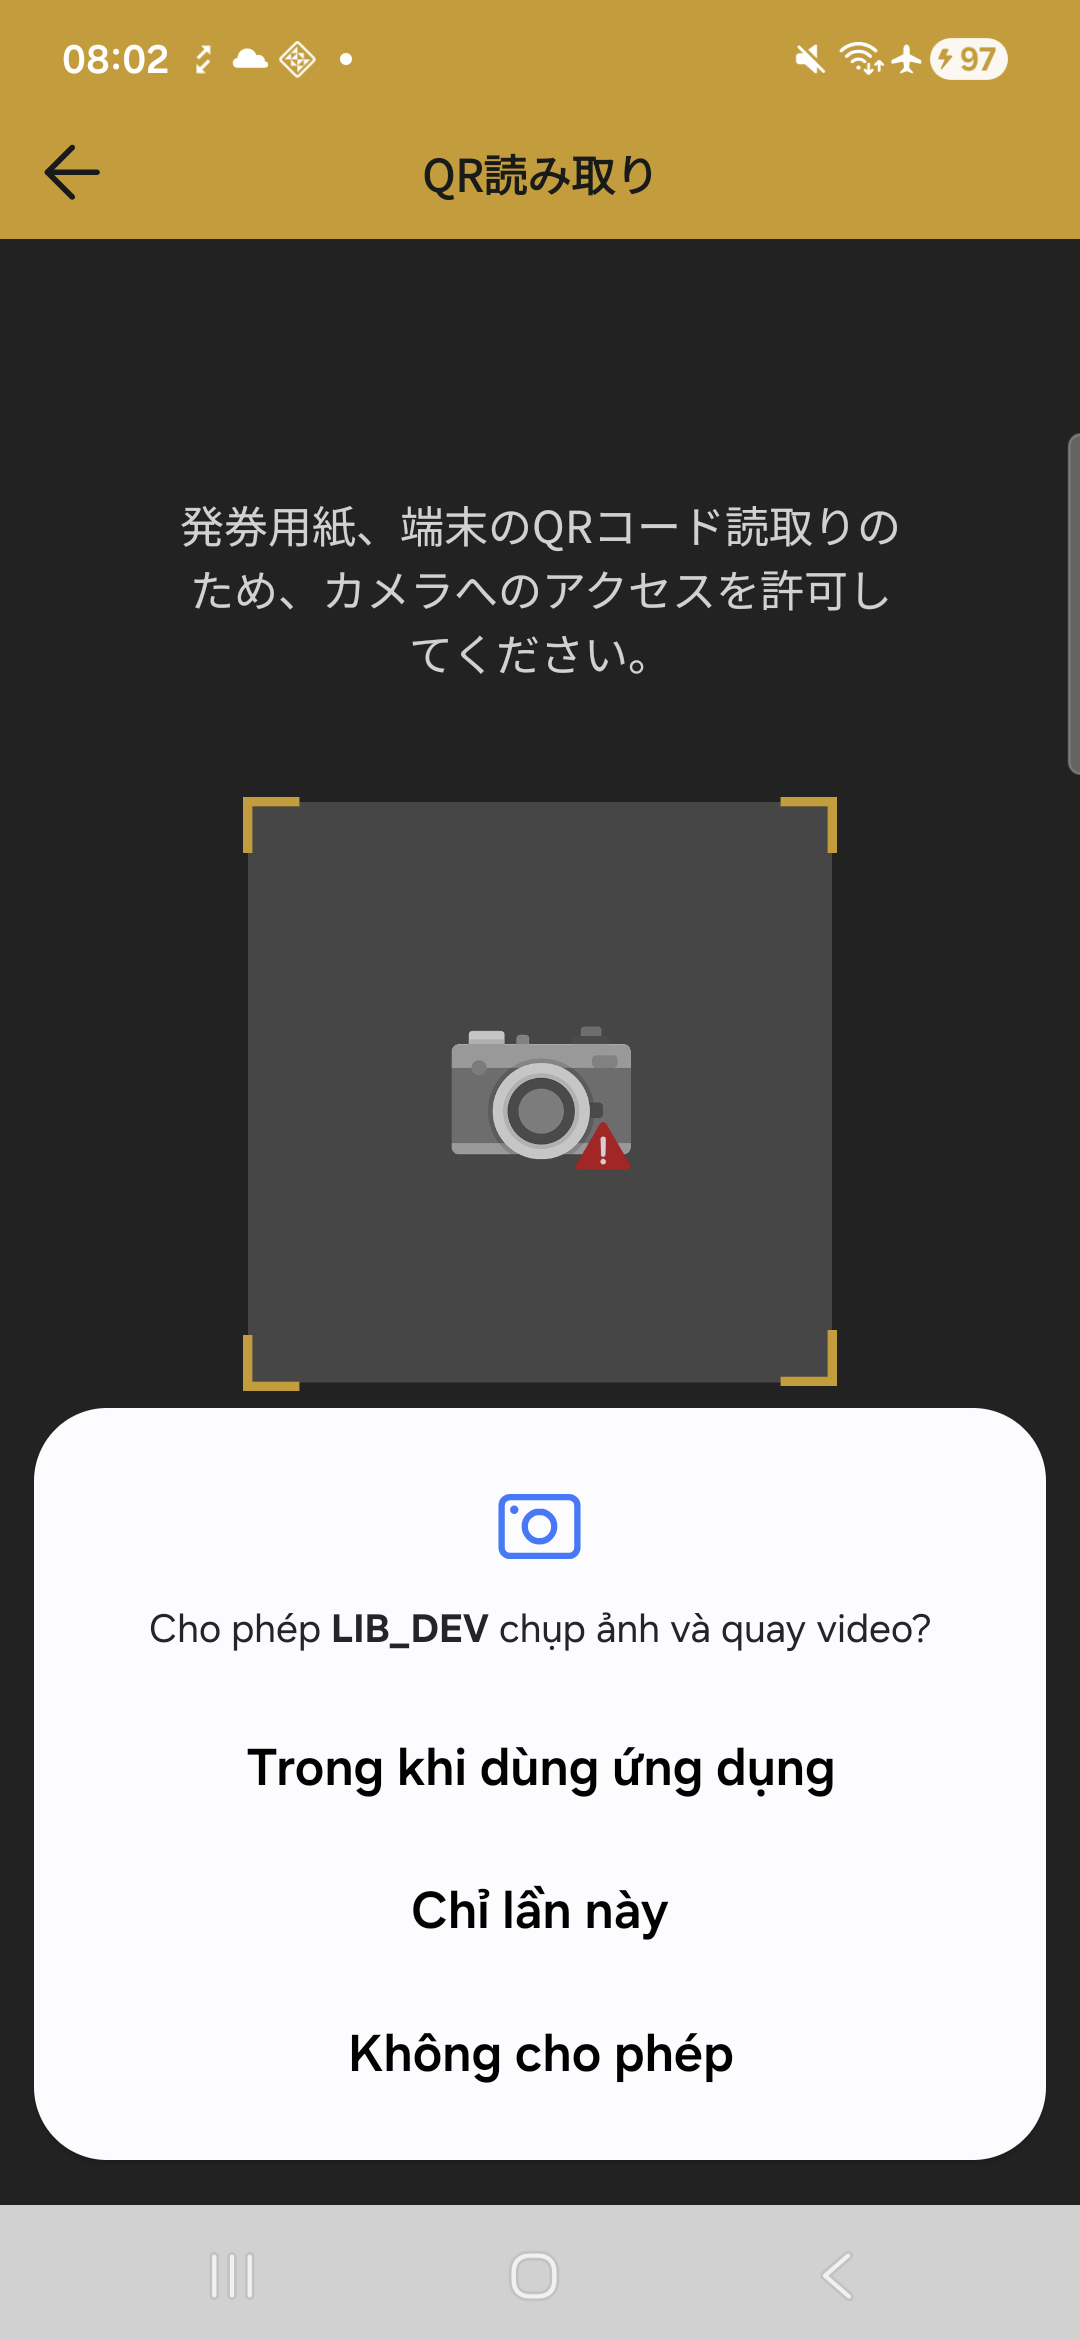 08:02
97
QR読み取り
発券用紙、端末のQRコード読取りの
ため、カメラへのアクセスを許可し
てください。
Cho phép LIB_DEV chụp ảnh và quay video?
Trong khi dùng ứng dụng
Chỉ lần này
Không cho phép